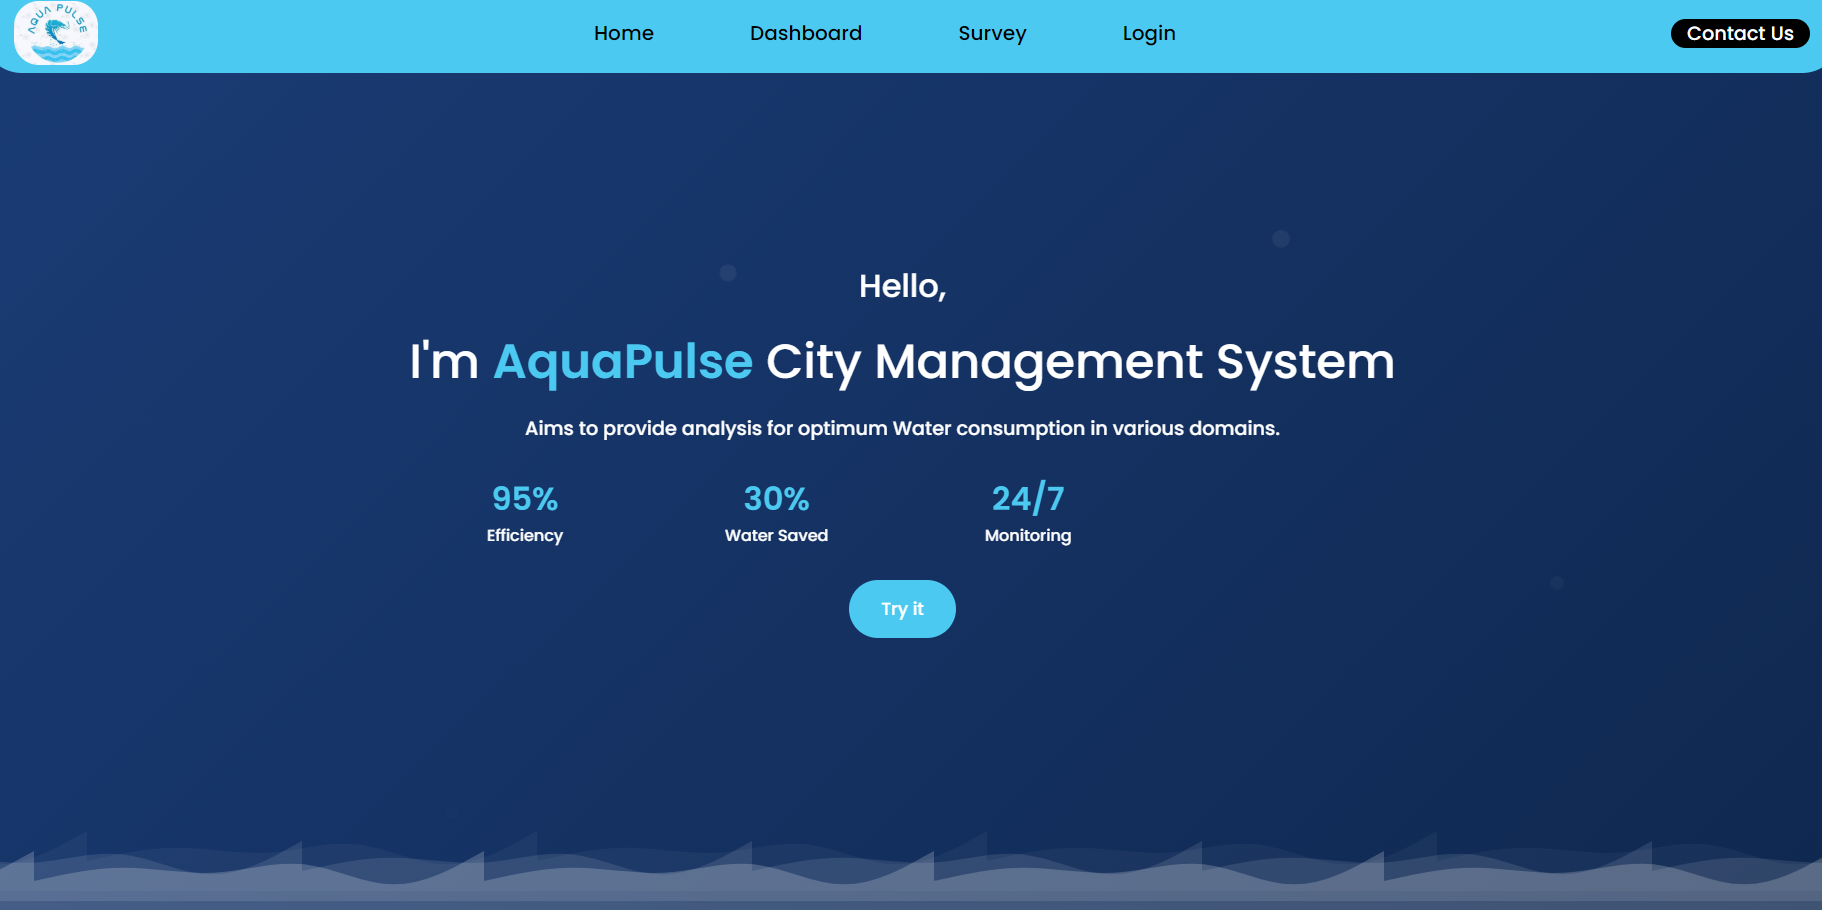 AQUA PULSE
Home Dashboard Survey Login Contact Us
Hello,
I'm AquaPulse City Management System
Aims to provide analysis for optimum Water consumption in various domains.
95% 30% 24/7
Efficiency Water Saved Monitoring
Try it